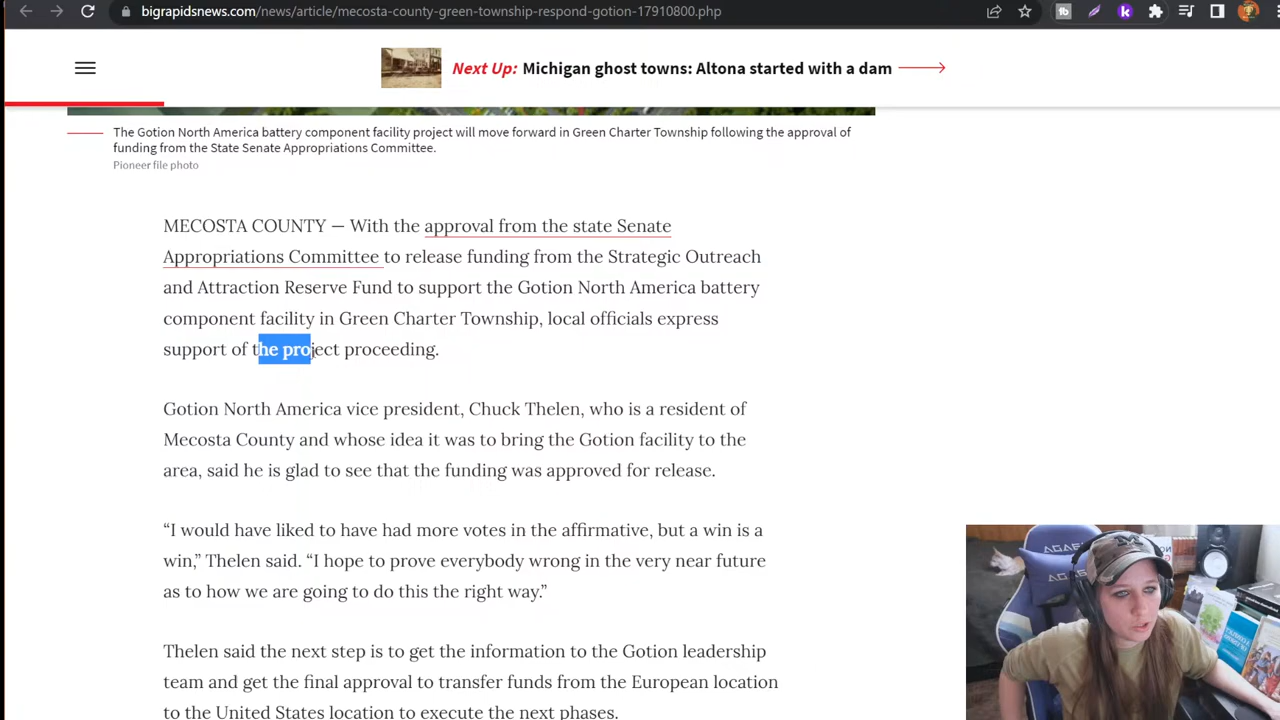 bigrapidsnews.com/news/article/mecosta-county-green-township-respond-gotion-17910800.php
Next Up: Michigan ghost towns: Altona started with a dam
The Gotion North America battery component facility project will move forward in Green Charter Township following the approval of
funding from the State Senate Appropriations Committee.
Pioneer file photo
MECOSTA COUNTY — With the approval from the state Senate
Appropriations Committee to release funding from the Strategic Outreach
and Attraction Reserve Fund to support the Gotion North America battery
component facility in Green Charter Township, local officials express
support of the project proceeding.
Gotion North America vice president, Chuck Thelen, who is a resident of
Mecosta County and whose idea it was to bring the Gotion facility to the
area, said he is glad to see that the funding was approved for release.
“I would have liked to have had more votes in the affirmative, but a win is a
win,” Thelen said. “I hope to prove everybody wrong in the very near future
as to how we are going to do this the right way.”
Thelen said the next step is to get the information to the Gotion leadership
team and get the final approval to transfer funds from the European location
to the United States location to execute the next phases.